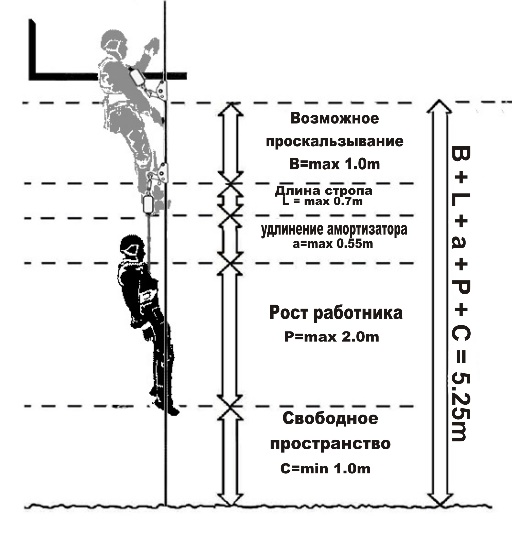 Возможное
проскальзывание
B=max 1.0m
Длина стропа
L = max 0.7m
удлинение амортизатора
a=max 0.55m
Рост работника
P=max 2.0m
Свободное
пространство
C=min 1.0m
B + L + a + P + C = 5.25m